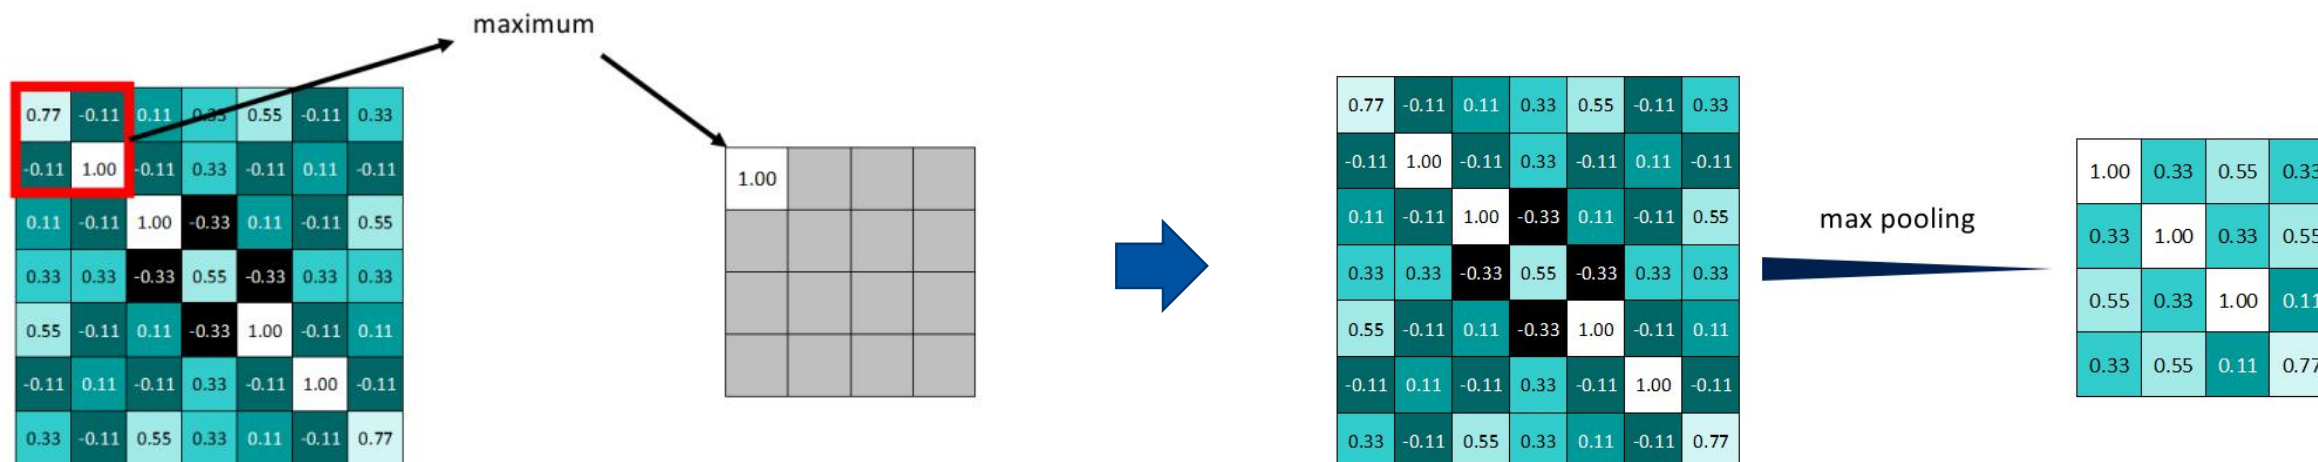 maximum
0.77 -0.11 0.11 0.33 0.55 -0.11 0.33
-0.11 1.00 -0.11 0.33 -0.11 0.11 -0.11
0.11 -0.11 1.00 -0.33 0.11 -0.11 0.55
0.33 0.33 -0.33 0.55 -0.33 0.33 0.33
0.55 -0.11 0.11 -0.33 1.00 -0.11 0.11
-0.11 0.11 -0.11 0.33 -0.11 1.00 -0.11
0.33 -0.11 0.55 0.33 0.11 -0.11 0.77
1.00
0.77 -0.11 0.11 0.33 0.55 -0.11 0.33
-0.11 1.00 -0.11 0.33 -0.11 0.11 -0.11
0.11 -0.11 1.00 -0.33 0.11 -0.11 0.55
0.33 0.33 -0.33 0.55 -0.33 0.33 0.33
0.55 -0.11 0.11 -0.33 1.00 -0.11 0.11
-0.11 0.11 -0.11 0.33 -0.11 1.00 -0.11
0.33 -0.11 0.55 0.33 0.11 -0.11 0.77
max pooling
1.00 0.33 0.55 0.33
0.33 1.00 0.33 0.55
0.55 0.33 1.00 0.11
0.33 0.55 0.11 0.77